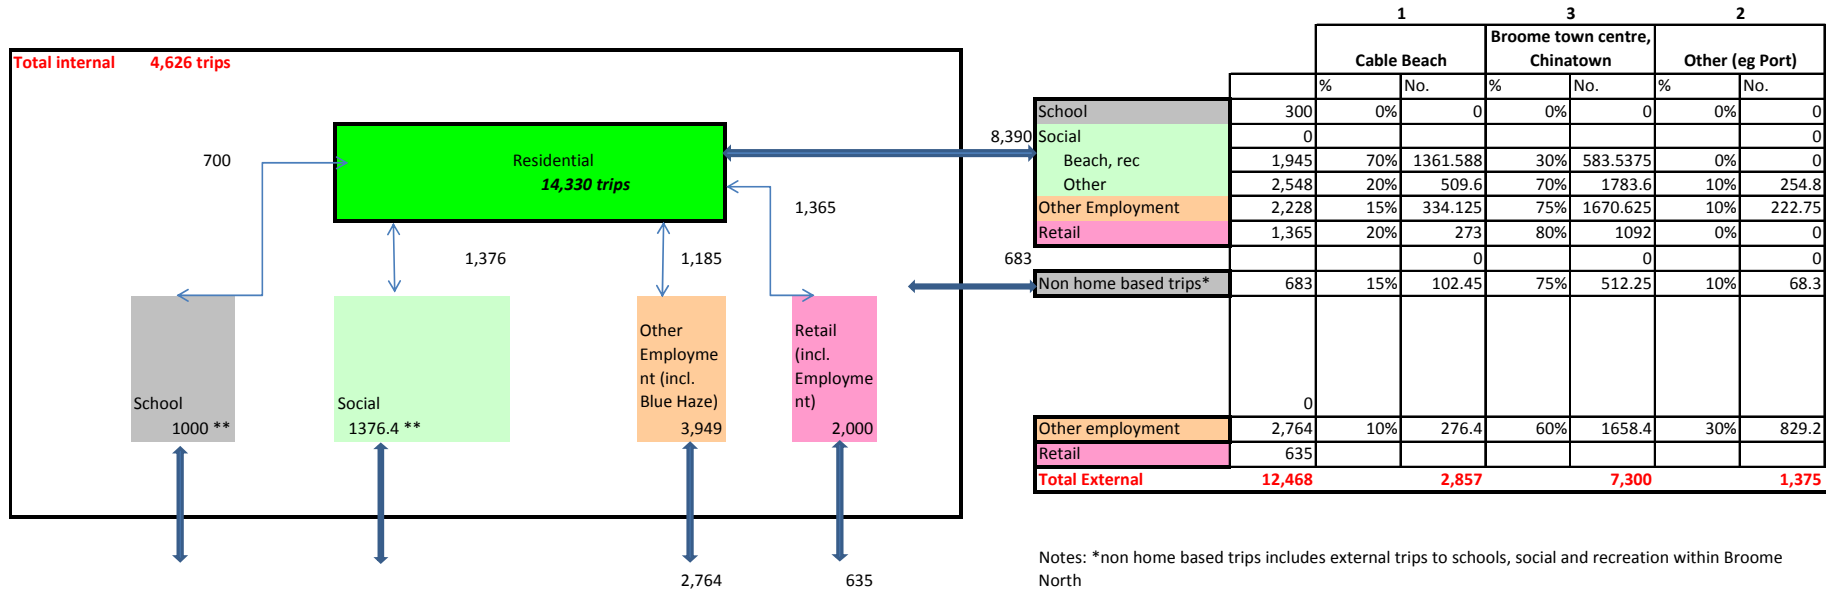 1 3 2
Broome town centre,
Cable Beach Chinatown Other (eg Port)
% No. % No. % No.
Total internal 4,626 trips
School 300 0% 0 0% 0 0% 0
8,390 Social 0 0
700 Residential Beach, rec 1,945 70% 1361.588 30% 583.5375 0% 0
14,330 trips Other 2,548 20% 509.6 70% 1783.6 10% 254.8
1,365 Other Employment 2,228 15% 334.125 75% 1670.625 10% 222.75
Retail 1,365 20% 273 80% 1092 0% 0
1,376 1,185 683 0 0 0
Non home based trips* 683 15% 102.45 75% 512.25 10% 68.3
Other Retail
Employme (incl.
nt (incl. Employme
School Social Blue Haze) nt) 0
1000 ** 1376.4 ** 3,949 2,000 Other employment 2,764 10% 276.4 60% 1658.4 30% 829.2
Retail 635
Total External 12,468 2,857 7,300 1,375
Notes: *non home based trips includes external trips to schools, social and recreation within Broome
2,764 635 North